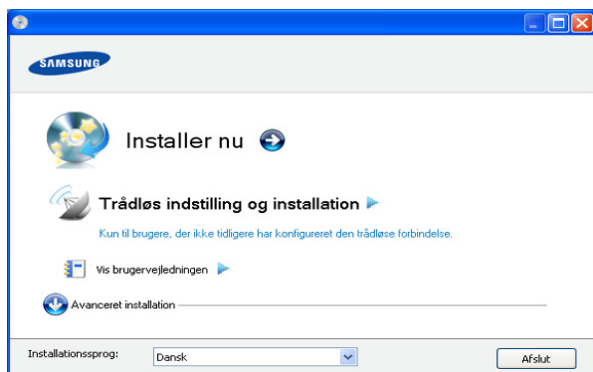 SAMSUNG
Installer nu
Trådløs indstilling og installation
Kun til brugere, der ikke tidligere har konfigureret den trådløse forbindelse.
Vis brugervejledningen
Avanceret installation
Installationssprog: Dansk Afslut